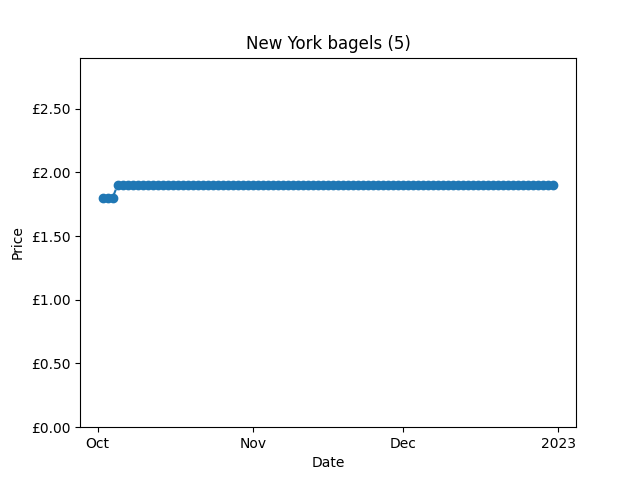 New York bagels (5)
£2.50
£2.00
£1.50
£1.00
£0.50
£0.00
Price
Oct Nov Dec 2023
Date